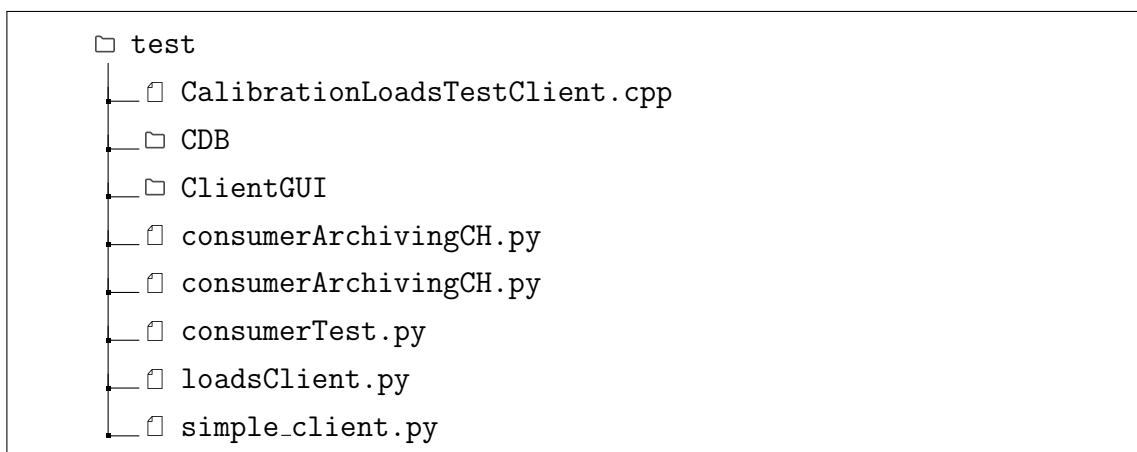 test
CalibrationLoadsTestClient.cpp
CDB
ClientGUI
consumerArchivingCH.py
consumerArchivingCH.py
consumerTest.py
loadsClient.py
simple_client.py